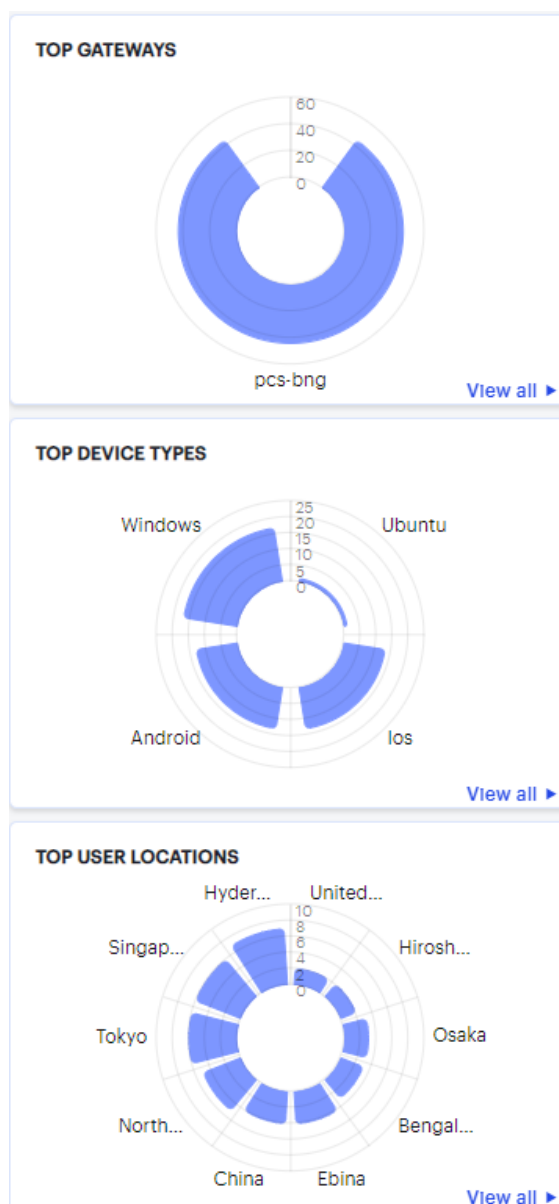 TOP GATEWAYS
60
40
20
0
pcs-bng
View all
TOP DEVICE TYPES
25
20
15
10
5
0
Windows
Ubuntu
Android
Ios
View all
TOP USER LOCATIONS
Hyder...
United...
10
8
6
4
2
0
Singap...
Hirosh...
Tokyo
Osaka
North...
Bengal...
China
Ebina
View all